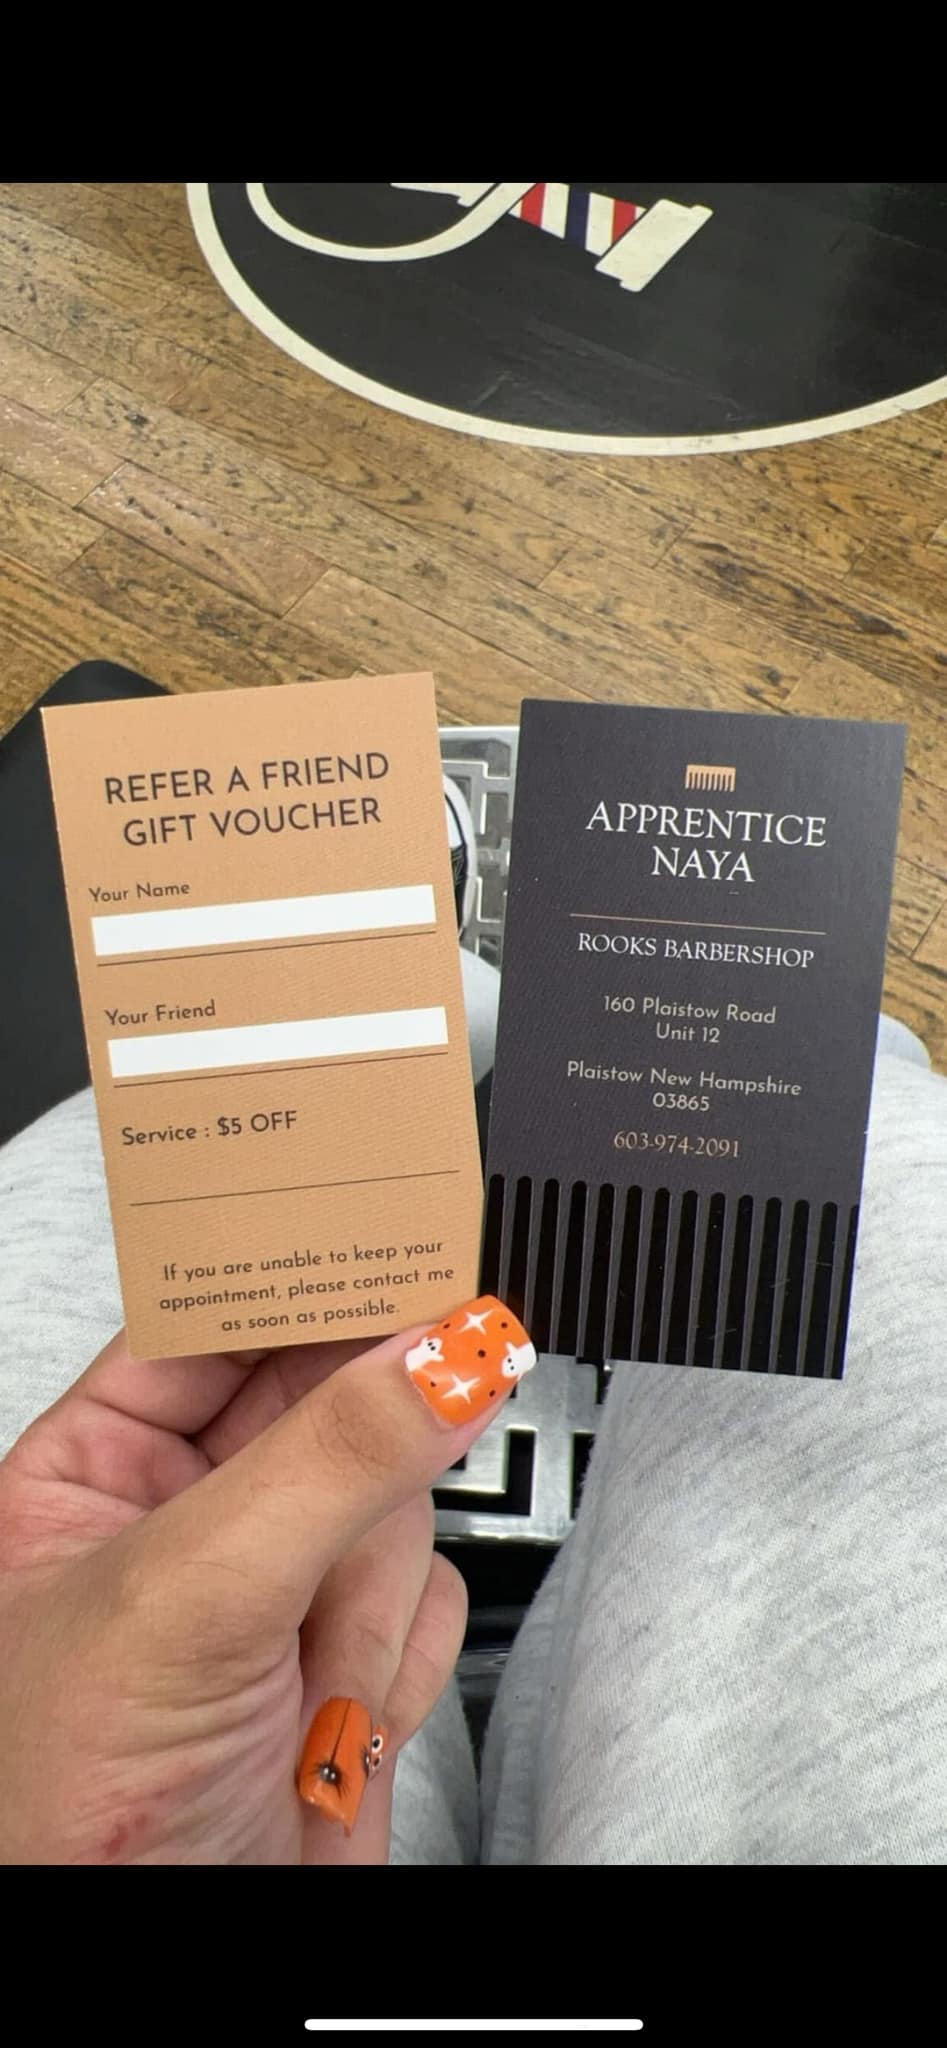 REFER A FRIEND
GIFT VOUCHER
Your Name
Your Friend
Service : $5 OFF
If you are unable to keep your
appointment, please contact me
as soon as possible.
APPRENTICE
NAYA
ROOKS BARBERSHOP
160 Plaistow Road
Unit 12
Plaistow New Hampshire
03865
603-974-2091